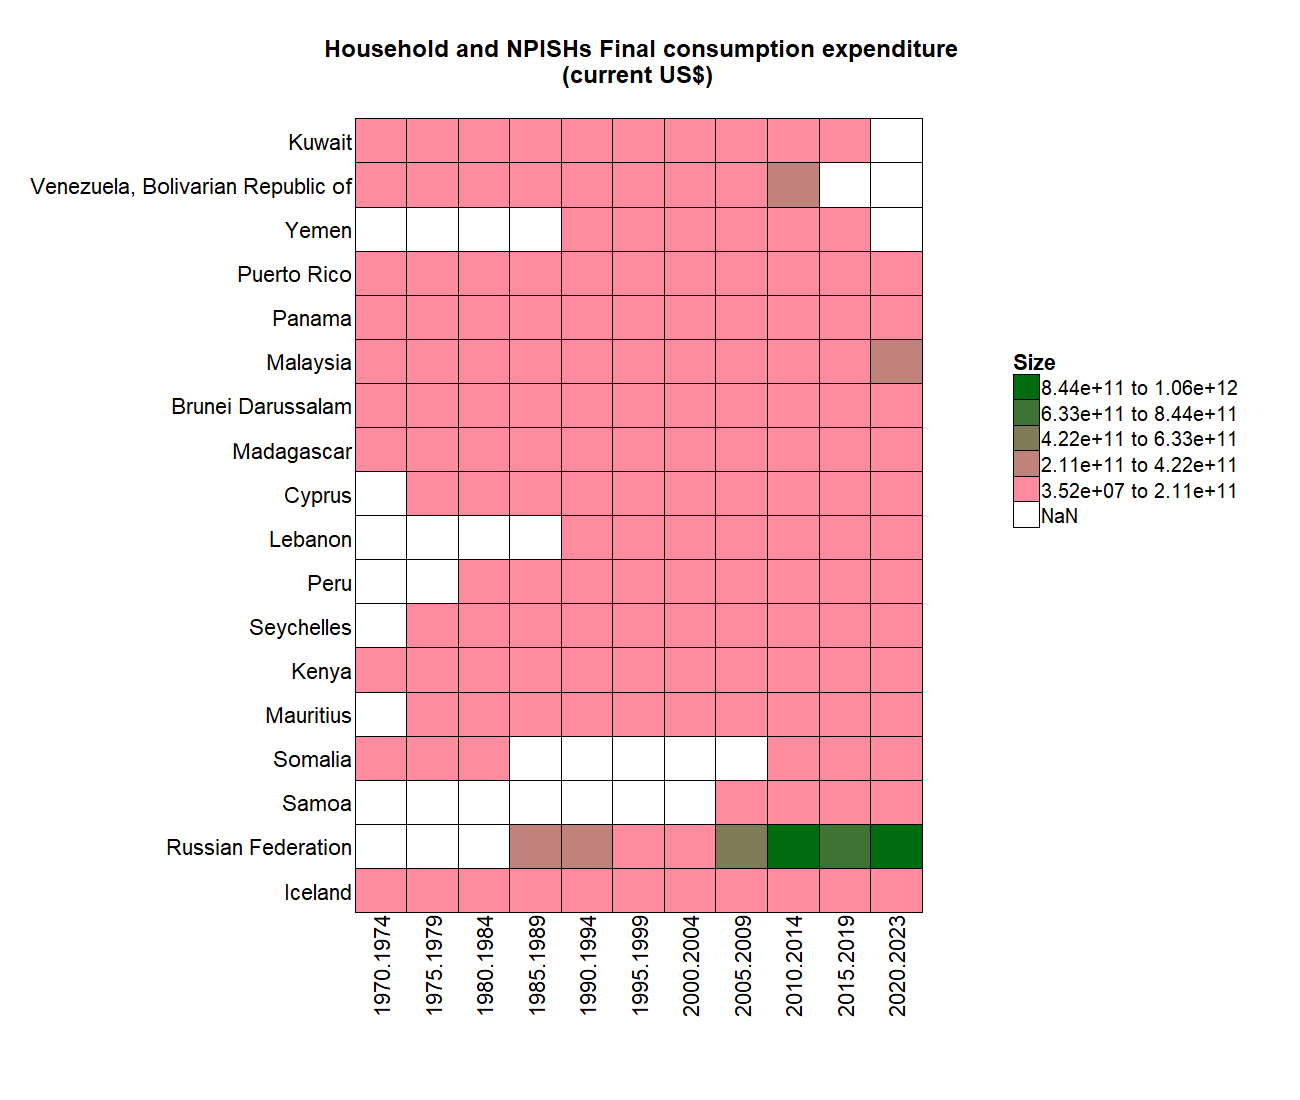 Household and NPISHs Final consumption expenditure
(current US$)
Kuwait
Venezuela, Bolivarian Republic of
Yemen
Puerto Rico
Panama
Malaysia
Brunei Darussalam
Madagascar
Cyprus
Lebanon
Peru
Seychelles
Kenya
Mauritius
Somalia
Samoa
Russian Federation
Iceland
1970.1974
1975.1979
1980.1984
1985.1989
1990.1994
1995.1999
2000.2004
2005.2009
2010.2014
2015.2019
2020.2023
Size
8.44e+11 to 1.06e+12
6.33e+11 to 8.44e+11
4.22e+11 to 6.33e+11
2.11e+11 to 4.22e+11
3.52e+07 to 2.11e+11
NaN